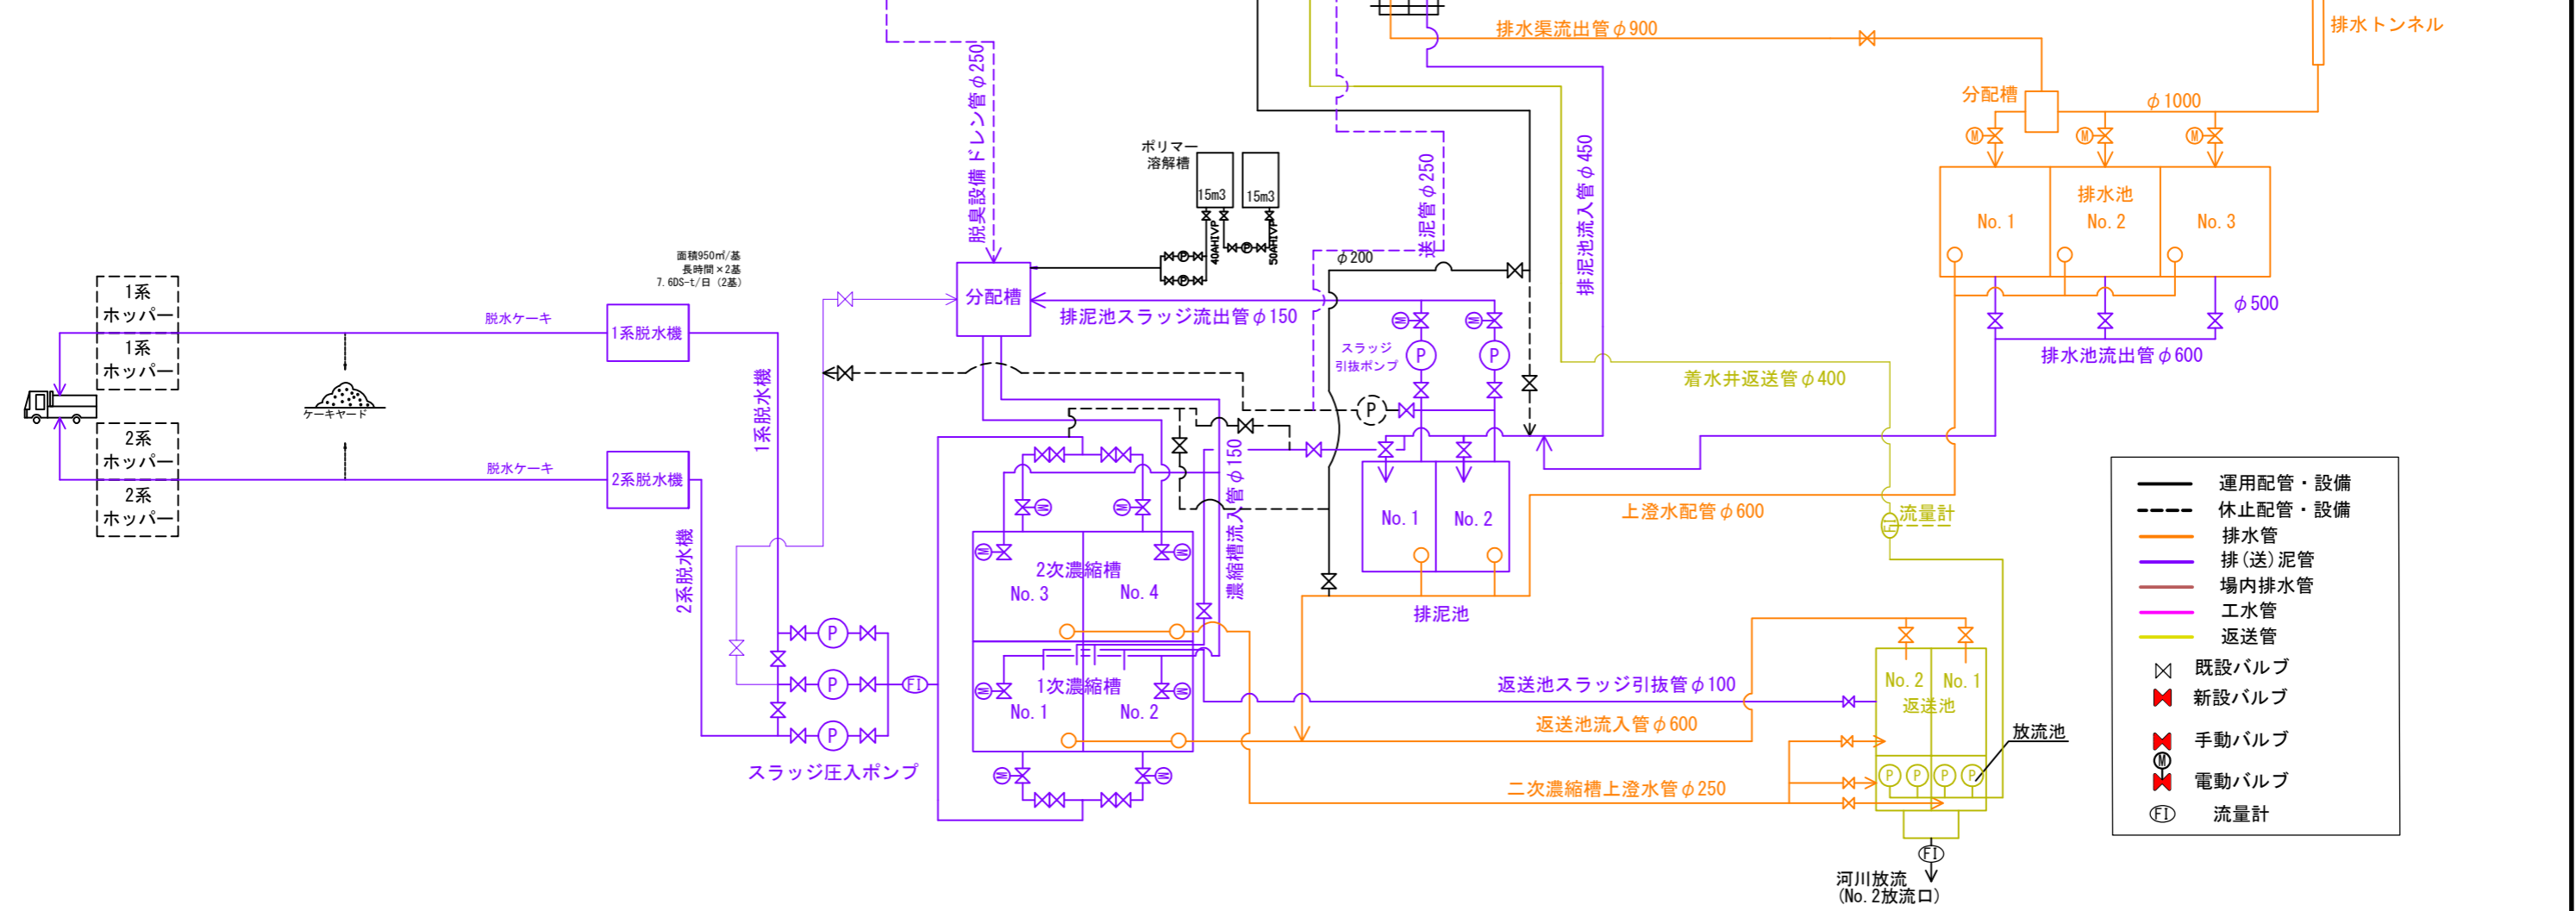 排水渠流出管φ900
排水トンネル
分配槽
φ1000
M
M
M
排水池
No.1
No.2
No.3
φ500
排水池流出管φ600
脱臭設備ドレン管φ250
ポリマー
溶解槽
15m3
15m3
40AHIVP
50AHIVP
P
P
P
送泥管φ250
排泥池流入管φ450
φ200
面積950㎡/基
長時間×2基
7.6DS-t/日 (2基)
分配槽
排泥池スラッジ流出管φ150
M
M
スラッジ
引抜ポンプ
P
P
P
着水井返送管φ400
1系
ホッパー
1系
ホッパー
2系
ホッパー
2系
ホッパー
脱水ケーキ
脱水ケーキ
ケーキヤード
1系脱水機
2系脱水機
1系脱水機
2系脱水機
P
P
P
FI
スラッジ圧入ポンプ
濃縮槽流入管φ150
M
M
M
M
2次濃縮槽
No.3
No.4
1次濃縮槽
No.1
No.2
M
M
M
M
No.1
No.2
排泥池
上澄水配管φ600
流量計
FI
返送池スラッジ引抜管φ100
返送池流入管φ600
二次濃縮槽上澄水管φ250
No.2
No.1
返送池
P
P
P
P
放流池
FI
河川放流
(No.2放流口)
運用配管・設備
休止配管・設備
排水管
排(送)泥管
場内排水管
工水管
返送管
既設バルブ
新設バルブ
手動バルブ
M
電動バルブ
FI
流量計